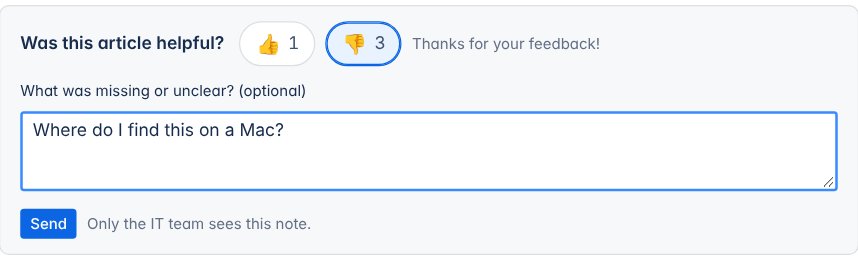 Was this article helpful? 👍 1 👎 3 Thanks for your feedback!
What was missing or unclear? (optional)
Where do I find this on a Mac?
Send Only the IT team sees this note.